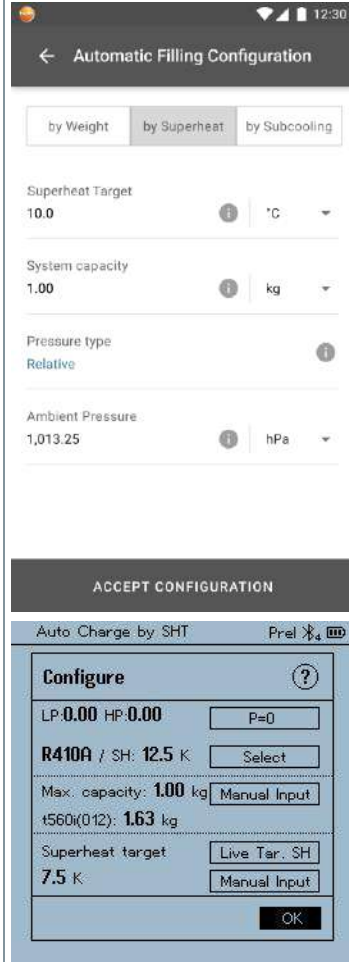 12:30
Automatic Filling Configuration
by Weight by Superheat by Subcooling
Superheat Target
10.0 °C
System capacity
1.00 kg
Pressure type
Relative
Ambient Pressure
1,013.25 hPa
ACCEPT CONFIGURATION
Auto Charge by SHT Prel 4
Configure ?
LP:0.00 HP:0.00 P=0
R410A / SH: 12.5 K Select
Max. capacity: 1.00 kg Manual Input
t560i(012): 1.63 kg
Superheat target Live Tar. SH
7.5 K Manual Input
OK